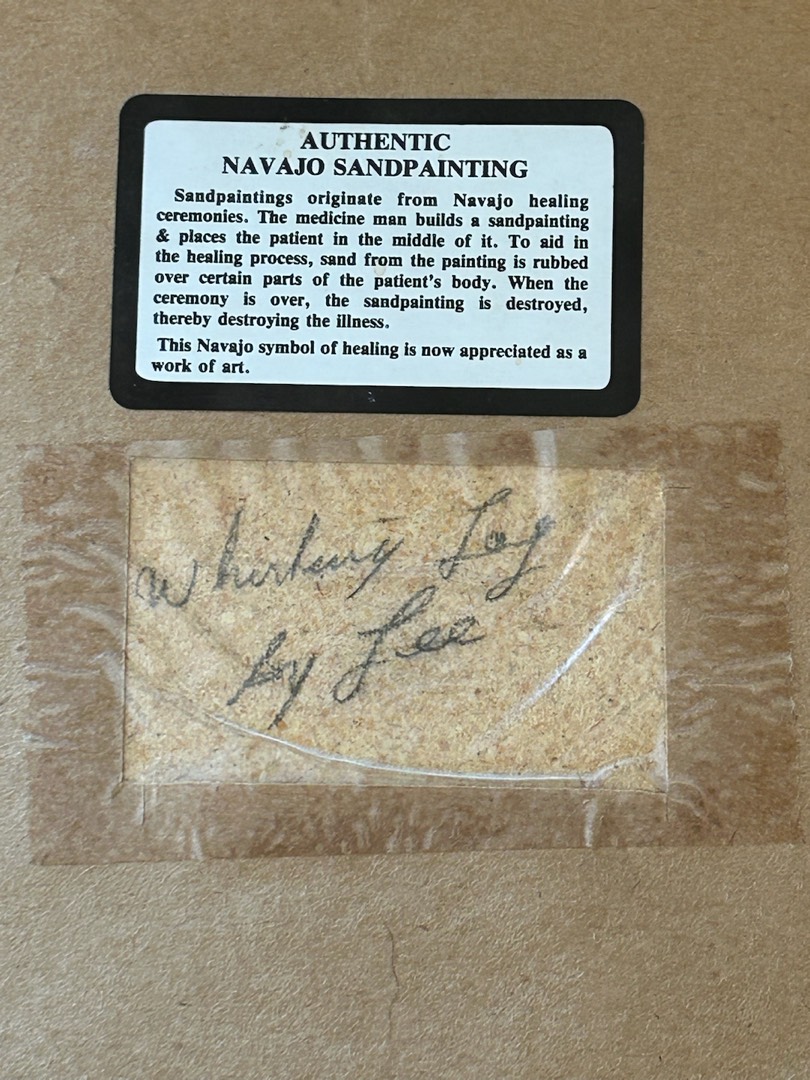 AUTHENTIC
NAVAJO SANDPAINTING
Sandpaintings originate from Navajo healing
ceremonies. The medicine man builds a sandpainting
& places the patient in the middle of it. To aid in
the healing process, sand from the painting is rubbed
over certain parts of the patient's body. When the
ceremony is over, the sandpainting is destroyed,
thereby destroying the illness.
This Navajo symbol of healing is now appreciated as a
work of art.
Whirling Log
by Lee